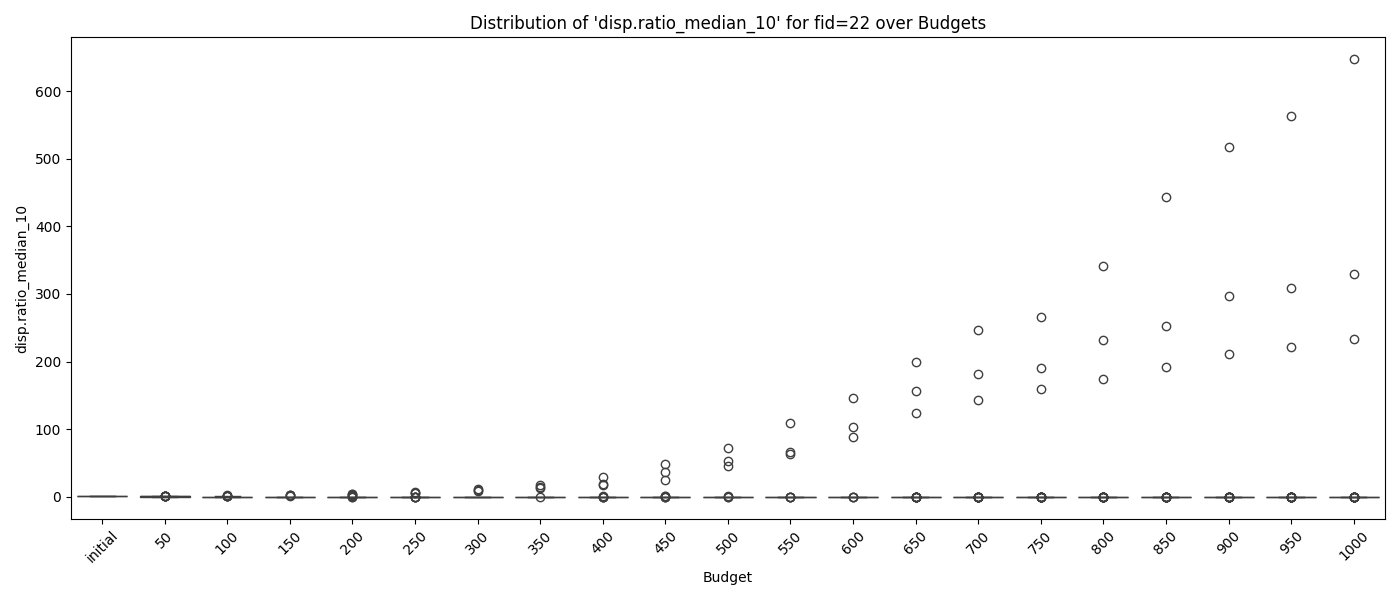 Distribution of 'disp.ratio_median_10' for fid=22 over Budgets
disp.ratio_median_10
600
500
400
300
200
100
0
initial 50 100 150 200 250 300 350 400 450 500 550 600 650 700 750 800 850 900 950 1000
Budget